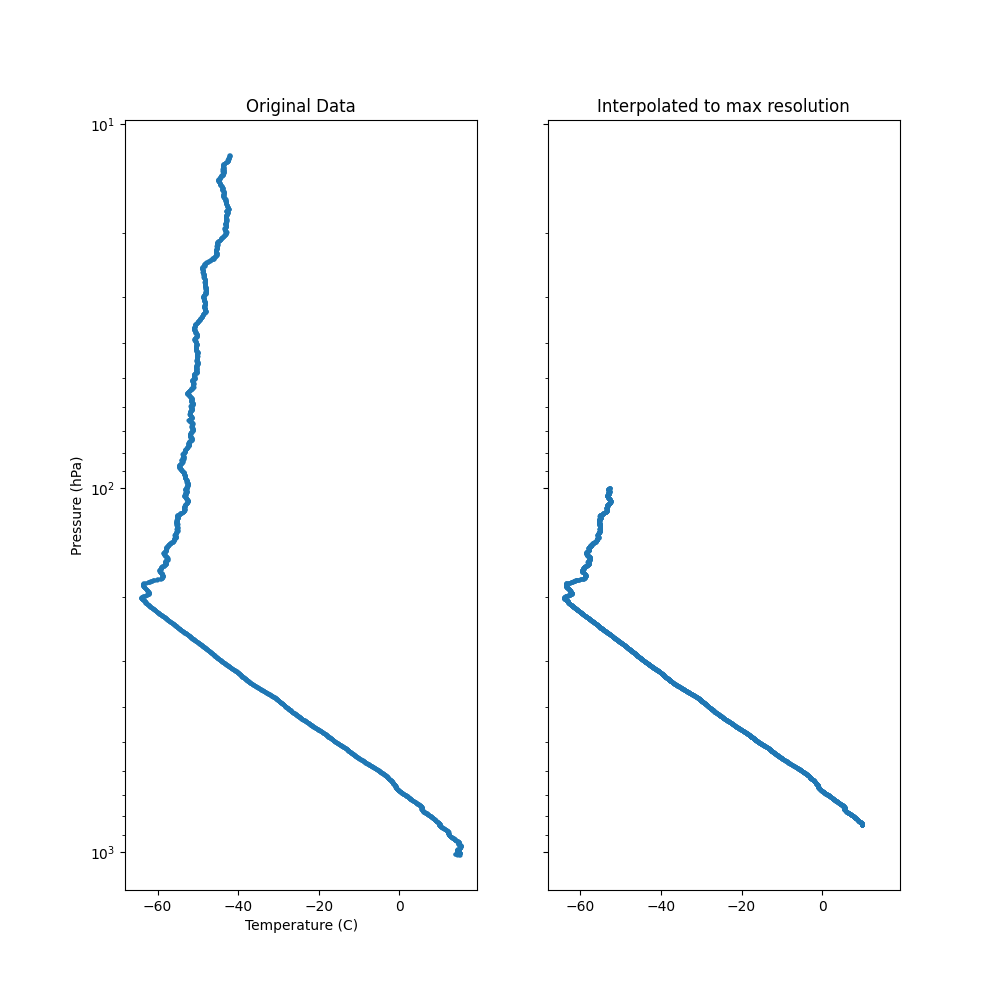 Original Data
Interpolated to max resolution
10¹
10²
10³
Pressure (hPa)
−60 −40 −20 0
−60 −40 −20 0
Temperature (C)